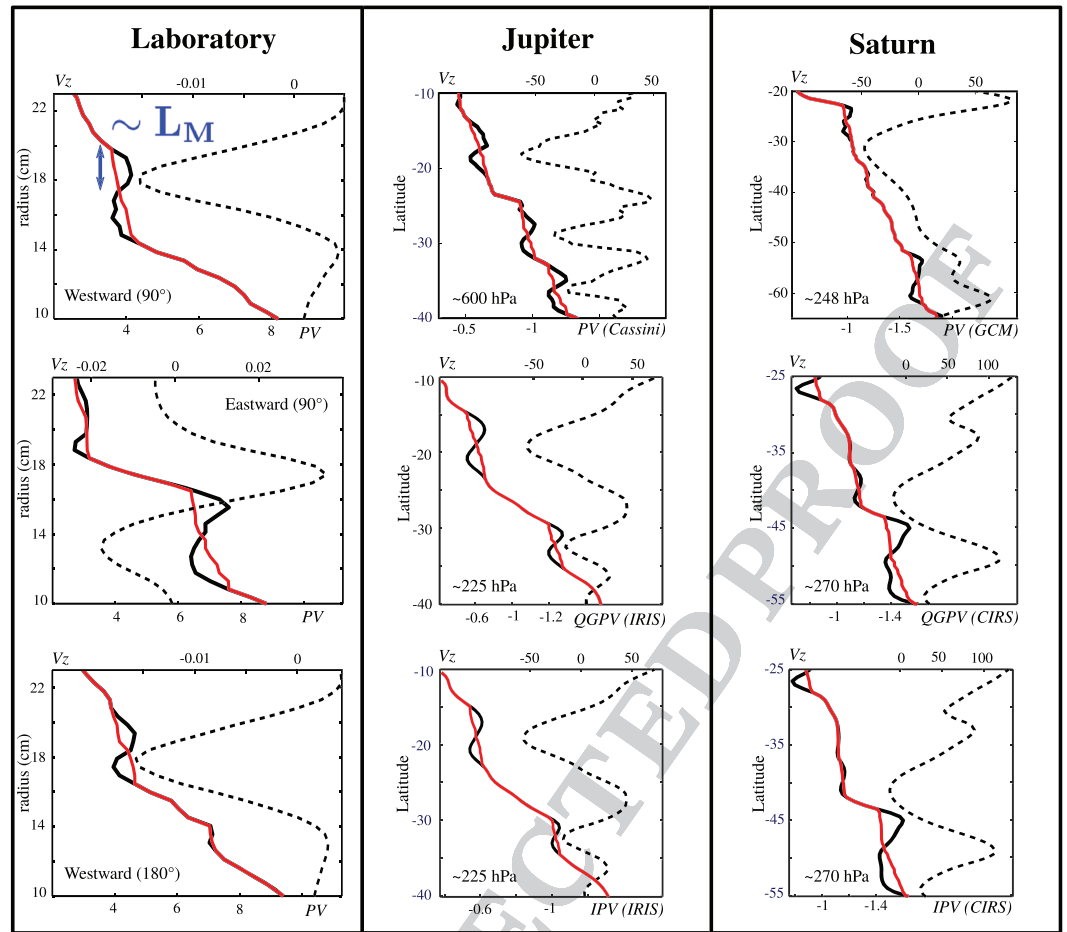 Laboratory
Vz -0.01 0
22
18
14
10
radius (cm)
~ L_M
Westward (90°)
4 6 8 PV
Vz -0.02 0 0.02
22
18
14
10
radius (cm)
Eastward (90°)
4 6 8 PV
Vz -0.01 0
22
18
14
10
radius (cm)
Westward (180°)
4 6 8 PV
Jupiter
Vz -50 0 50
-10
-20
-30
-40
Latitude
~600 hPa
-0.5 -1 PV (Cassini)
Vz -50 0 50
-10
-20
-30
-40
Latitude
~225 hPa
-0.6 -1 -1.2 QGPV (IRIS)
Vz -50 0 50
-10
-20
-30
-40
Latitude
~225 hPa
-0.6 -1 IPV (IRIS)
Saturn
Vz -50 0 50
-20
-30
-40
-50
-60
Latitude
~248 hPa
-1 -1.5 PV (GCM)
Vz 0 50 100
-25
-35
-45
-55
Latitude
~270 hPa
-1 -1.4 QGPV (CIRS)
Vz 0 50 100
-25
-35
-45
-55
Latitude
~270 hPa
-1 -1.4 IPV (CIRS)
ECTED PROOF